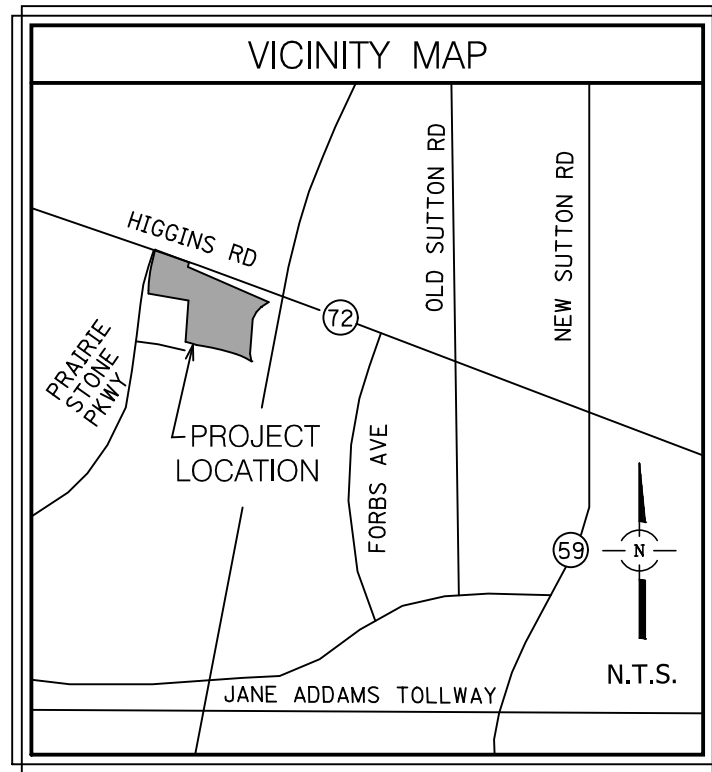 VICINITY MAP
HIGGINS RD
72
OLD SUTTON RD
NEW SUTTON RD
PRAIRIE
STONE
PKWY
PROJECT
LOCATION
FORBS AVE
59
N
N.T.S.
JANE ADDAMS TOLLWAY